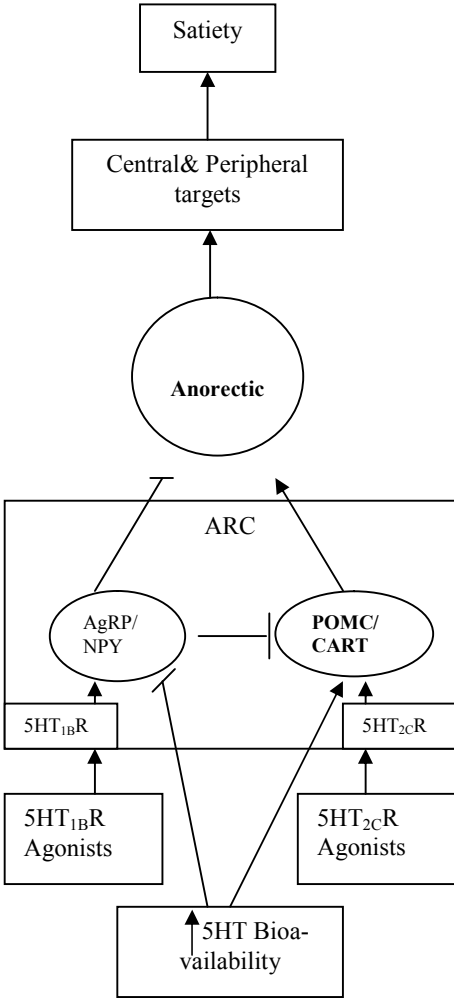 Satiety
Central& Peripheral
targets
Anorectic
ARC
AgRP/
NPY
POMC/
CART
5HT1BR
5HT2CR
5HT1BR
Agonists
5HT2CR
Agonists
5HT Bioa-
vailability